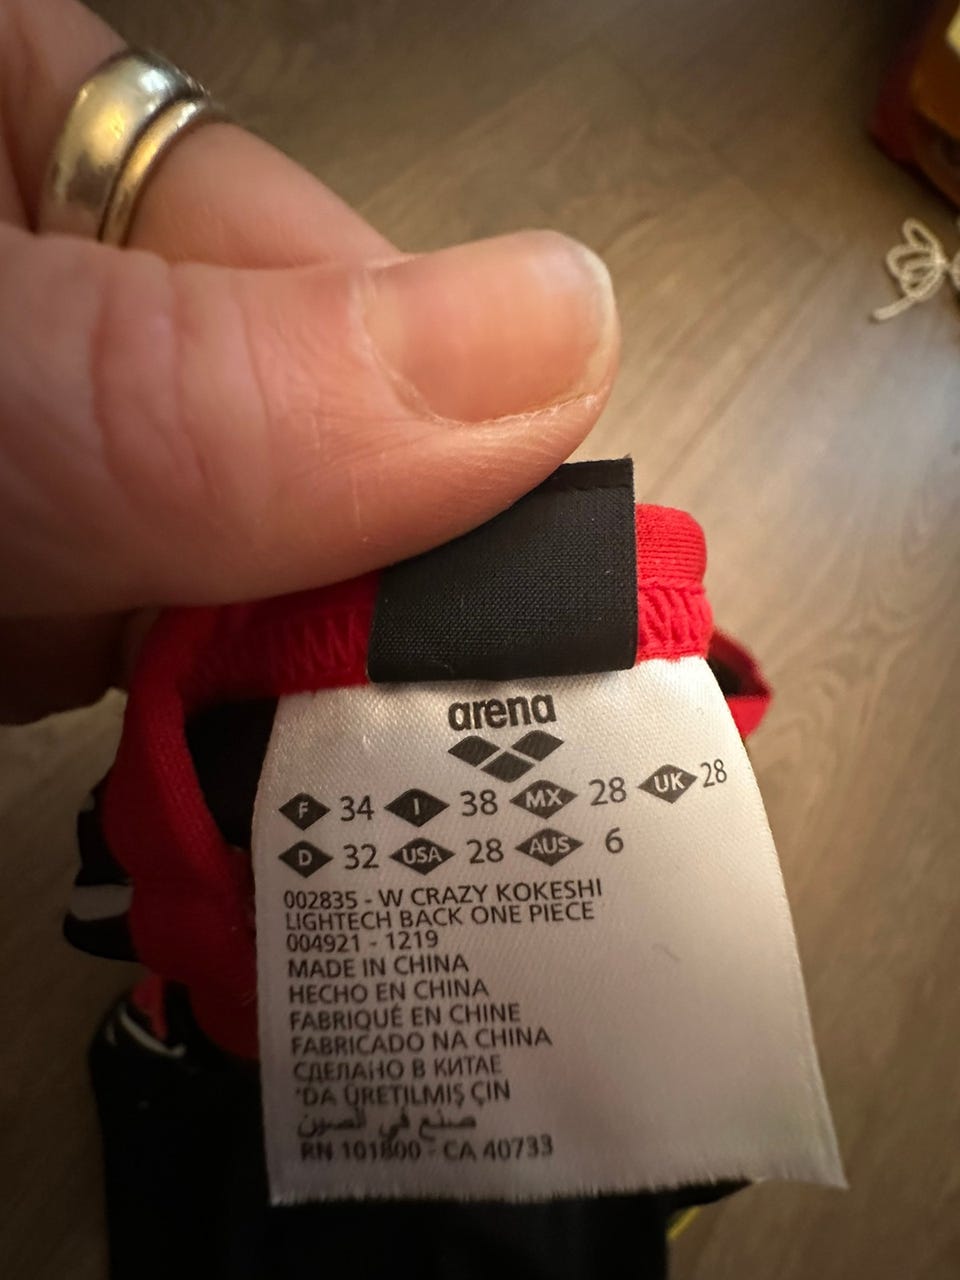 arena
F 34 I 38 MX 28 UK 28
D 32 USA 28 AUS 6
002835 - W CRAZY KOKESHI
LIGHTECH BACK ONE PIECE
004921 - 1219
MADE IN CHINA
HECHO EN CHINA
FABRIQUÉ EN CHINE
FABRICADO NA CHINA
СДЕЛАНО В КИТАЕ
'DA ÜRETILMIŞ ÇIN
صنع في الصين
RN 101800 - CA 40733